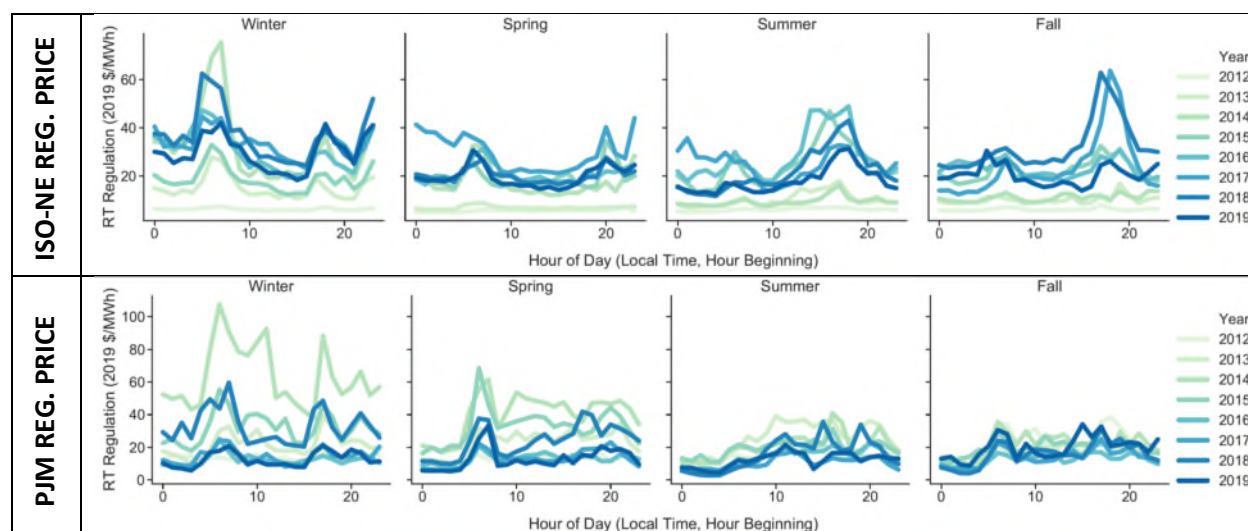 ISO-NE REG. PRICE
RT Regulation (2019 $/MWh)
Winter
Spring
Summer
Fall
60
40
20
0
20
0
20
0
20
0
20
Hour of Day (Local Time, Hour Beginning)
Year
2012
2013
2014
2015
2016
2017
2018
2019
PJM REG. PRICE
RT Regulation (2019 $/MWh)
Winter
Spring
Summer
Fall
100
80
60
40
20
0
0
10
20
0
10
20
0
10
20
0
10
20
Hour of Day (Local Time, Hour Beginning)
Year
2012
2013
2014
2015
2016
2017
2018
2019